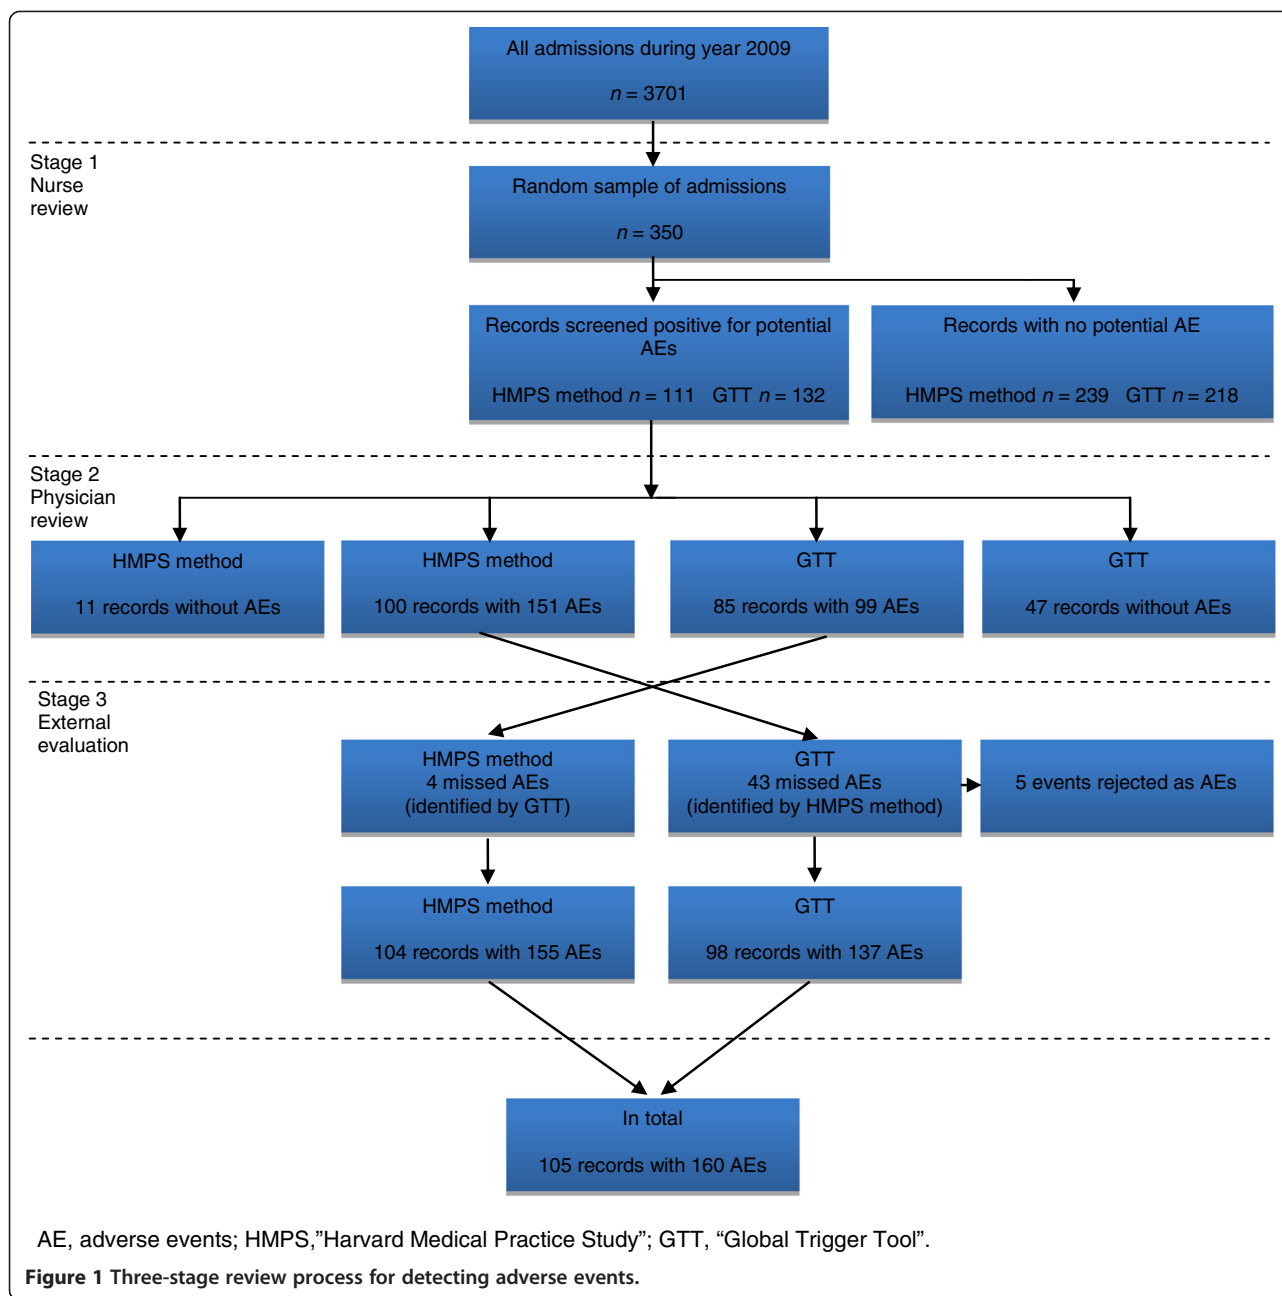 All admissions during year 2009
n = 3701
Stage 1
Nurse
review
Random sample of admissions
n = 350
Records screened positive for potential
AEs
HMPS method n = 111 GTT n = 132
Records with no potential AE
HMPS method n = 239 GTT n = 218
Stage 2
Physician
review
HMPS method
11 records without AEs
HMPS method
100 records with 151 AEs
GTT
85 records with 99 AEs
GTT
47 records without AEs
Stage 3
External
evaluation
HMPS method
4 missed AEs
(identified by GTT)
GTT
43 missed AEs
(identified by HMPS method)
5 events rejected as AEs
HMPS method
104 records with 155 AEs
GTT
98 records with 137 AEs
In total
105 records with 160 AEs
AE, adverse events; HMPS,”Harvard Medical Practice Study”; GTT, “Global Trigger Tool”.
Figure 1 Three-stage review process for detecting adverse events.